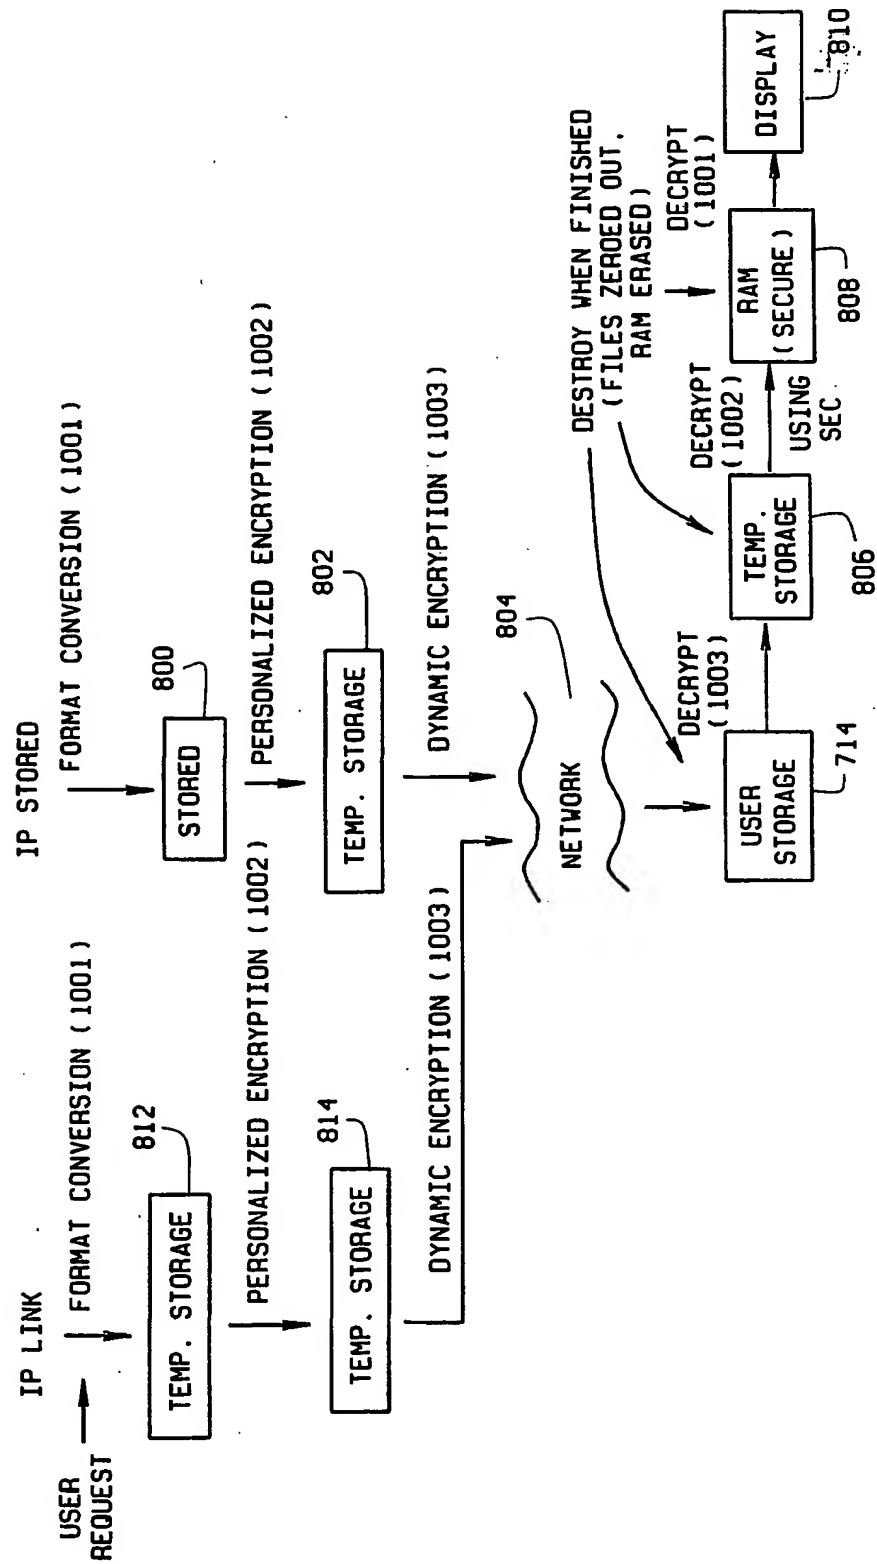 USER
REQUEST
IP LINK
FORMAT CONVERSION (1001)
812
TEMP. STORAGE
PERSONALIZED ENCRYPTION (1002)
814
TEMP. STORAGE
DYNAMIC ENCRYPTION (1003)
IP STORED
FORMAT CONVERSION (1001)
800
STORED
PERSONALIZED ENCRYPTION (1002)
802
TEMP. STORAGE
DYNAMIC ENCRYPTION (1003)
804
NETWORK
DESTROY WHEN FINISHED
(FILES ZEROED OUT,
RAM ERASED)
USER
STORAGE
714
DECRYPT
(1003)
TEMP.
STORAGE
806
DECRYPT
(1002)
USING
SEC.
RAM
(SECURE)
808
DECRYPT
(1001)
DISPLAY
810